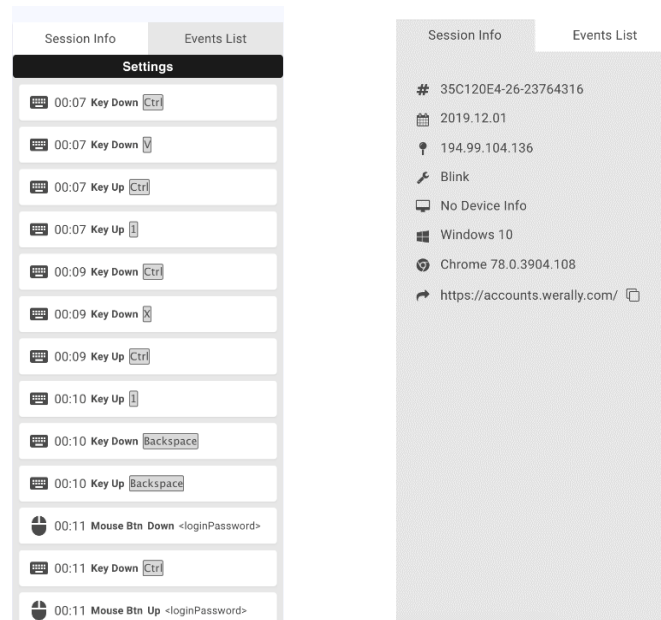 Session Info Events List
Settings
00:07 Key Down Ctrl
00:07 Key Down V
00:07 Key Up Ctrl
00:07 Key Up 1
00:09 Key Down Ctrl
00:09 Key Down X
00:09 Key Up Ctrl
00:10 Key Up 1
00:10 Key Down Backspace
00:10 Key Up Backspace
00:11 Mouse Btn Down <loginPassword>
00:11 Key Down Ctrl
00:11 Mouse Btn Up <loginPassword>
Session Info Events List
# 35C120E4-26-23764316
2019.12.01
194.99.104.136
Blink
No Device Info
Windows 10
Chrome 78.0.3904.108
https://accounts.werally.com/